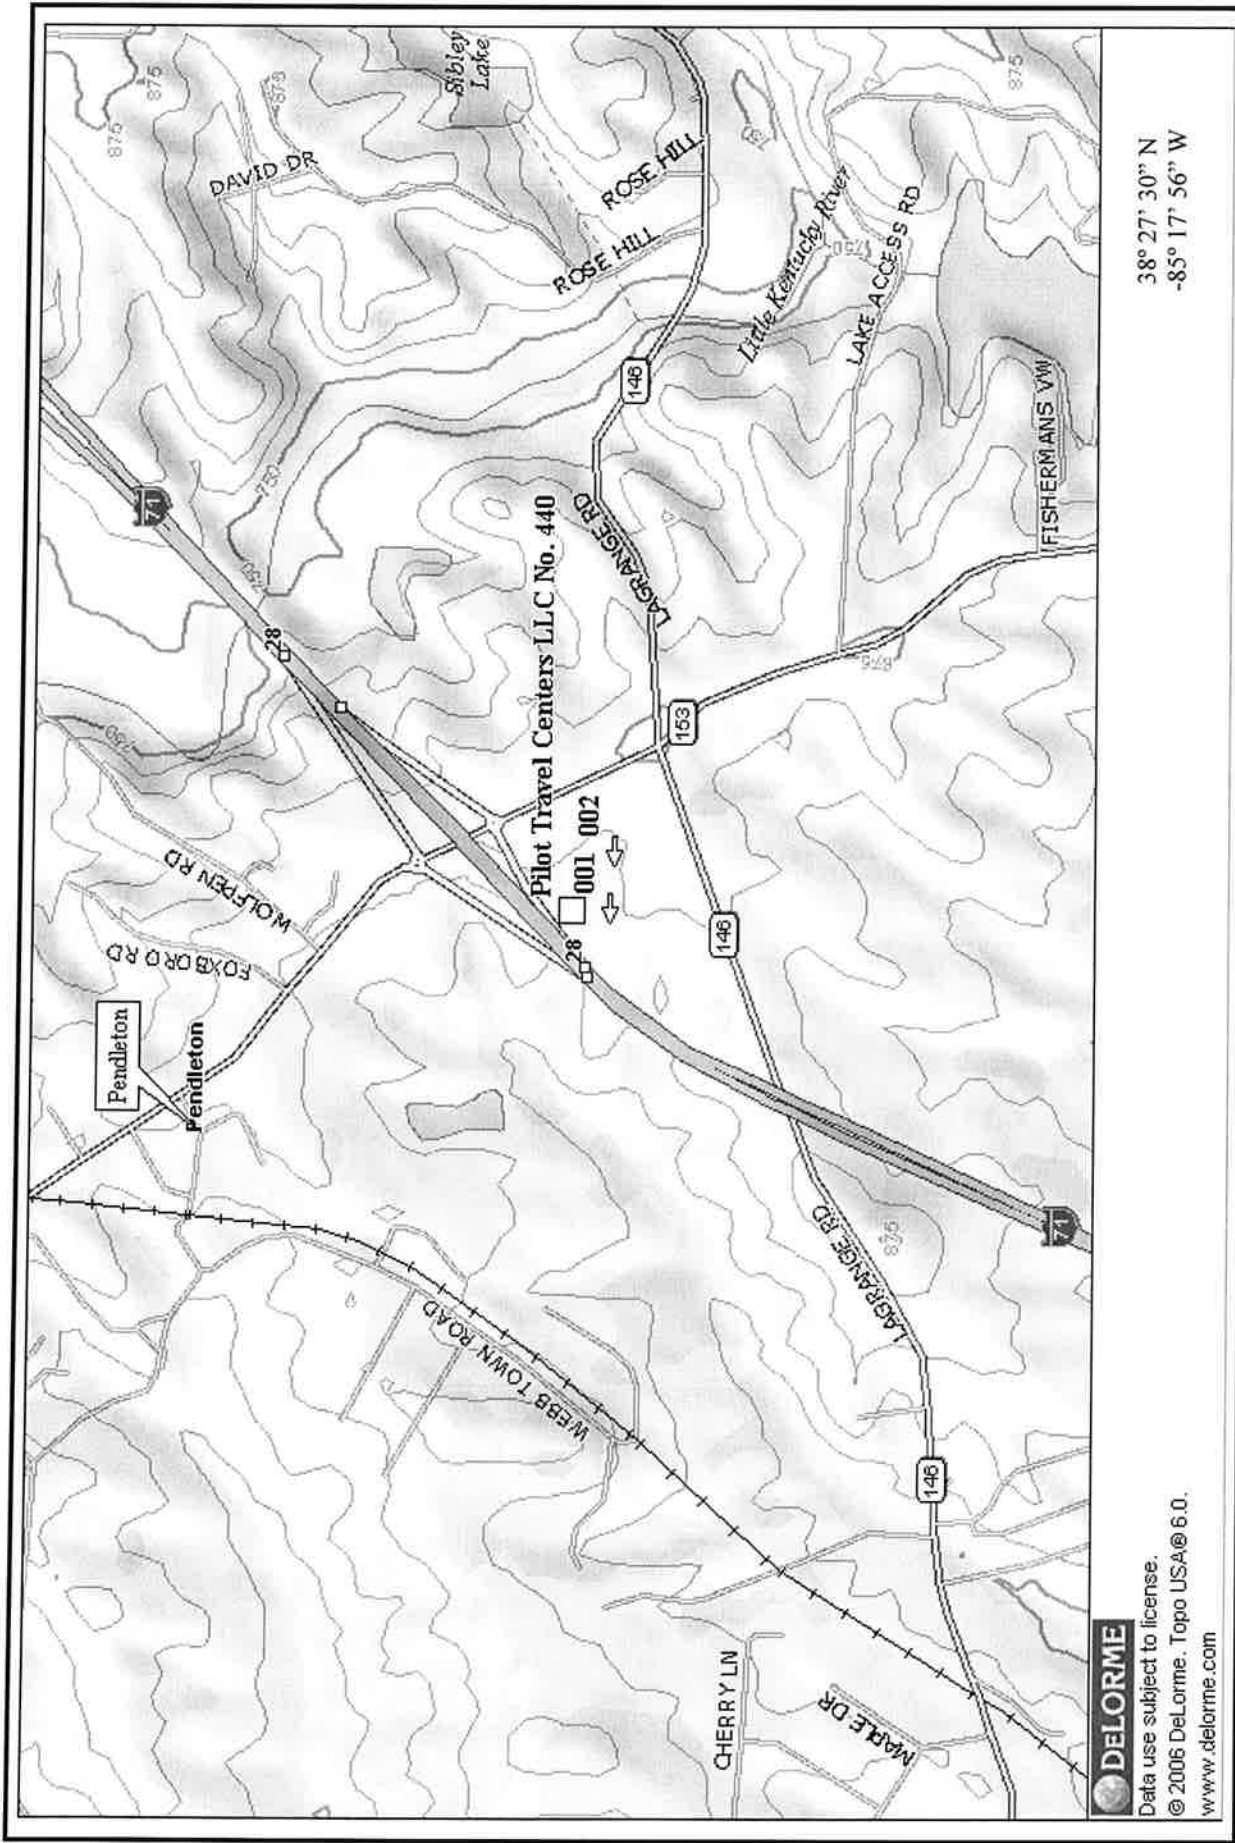 Pendleton
Pendleton
FOXBORO RD
WOLFPEN RD
WEBB TOWN ROAD
CHERRY LN
MAPLE DR
146
LAGRANGE RD
875
71
28
Pilot Travel Centers LLC No. 440
001 002
146
153
LAGRANGE RD
146
28
71
750
750
750
DAVID DR
875
875
875
Sibley
Lake
ROSE HILL
ROSE HILL
Little Kentucky River
750
LAKE ACCESS RD
875
FISHERMANS VW
875
DELORME
Data use subject to license.
© 2006 DeLorme. Topo USA® 6.0.
www.delorme.com
38° 27' 30" N
-85° 17' 56" W